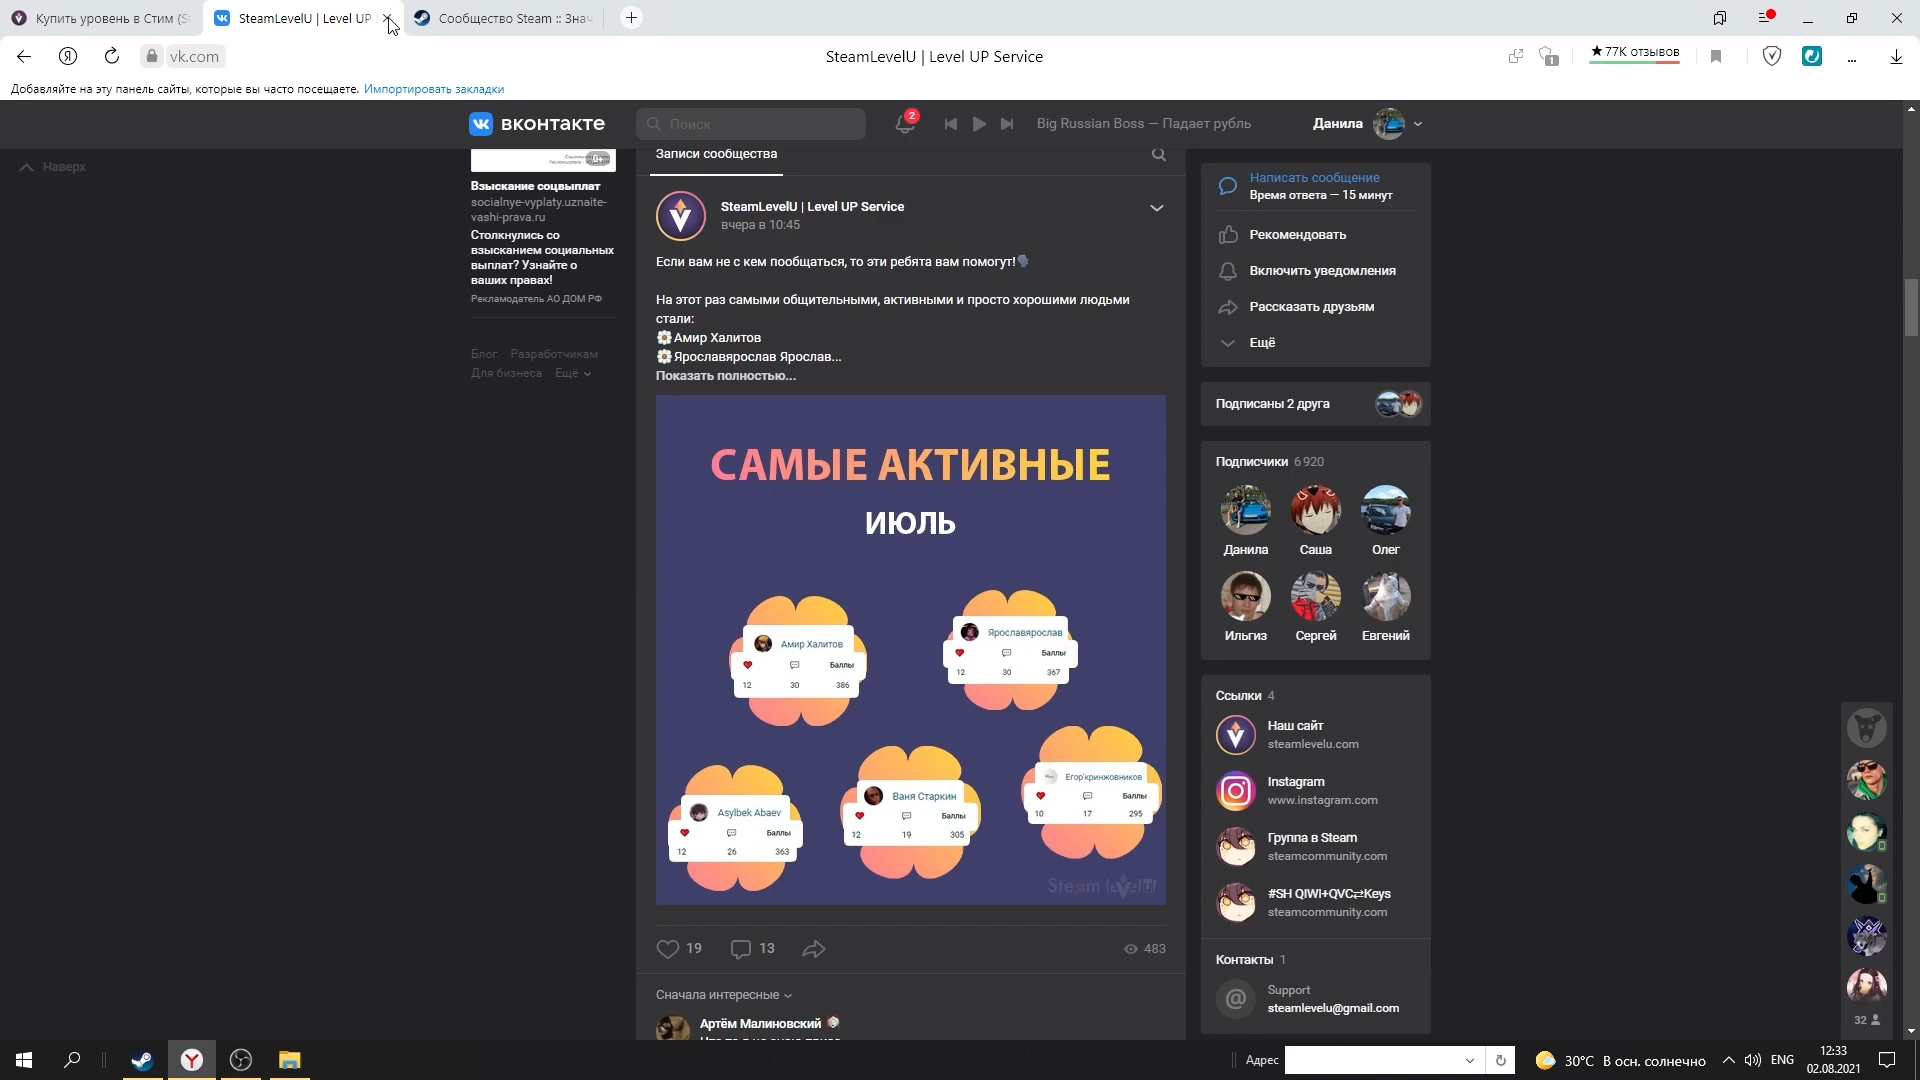 Купить уровень в Стим (S
SteamLevelU | Level UP
Сообщество Steam :: Знач
vk.com
SteamLevelU | Level UP Service
1
★77K отзывов
Добавляйте на эту панель сайты, которые вы часто посещаете. Импортировать закладки
вконтакте
Поиск
2
Big Russian Boss — Падает рубль
Данила
Наверх
0+
Взыскание соцвыплат
socialnye-vyplaty.uznaite-
vashi-prava.ru
Столкнулись со
взысканием социальных
выплат? Узнайте о
ваших правах!
Рекламодатель АО ДОМ РФ
Блог Разработчикам
Для бизнеса Ещё
Записи сообщества
SteamLevelU | Level UP Service
вчера в 10:45
Если вам не с кем пообщаться, то эти ребята вам помогут!🗣
На этот раз самыми общительными, активными и просто хорошими людьми
стали:
🌼Амир Халитов
🌼Ярославярослав Ярослав...
Показать полностью...
САМЫЕ АКТИВНЫЕ
ИЮЛЬ
Амир Халитов
Баллы
12 30 386
Ярославярослав
Баллы
12 30 367
Asylbek Abaev
Баллы
12 26 363
Ваня Старкин
Баллы
12 19 305
Егор'кринжовников
Баллы
10 17 295
Steam levelU
19 13 483
Сначала интересные
Артём Малиновский
Написать сообщение
Время ответа — 15 минут
Рекомендовать
Включить уведомления
Рассказать друзьям
Ещё
Подписаны 2 друга
Подписчики 6 920
Данила Саша Олег
Ильгиз Сергей Евгений
Ссылки 4
Наш сайт
steamlevelu.com
Instagram
www.instagram.com
Группа в Steam
steamcommunity.com
#SH QIWI+QVC⇄Keys
steamcommunity.com
Контакты 1
Support
steamlevelu@gmail.com
32
Адрес
30°C В осн. солнечно
ENG
12:33
02.08.2021